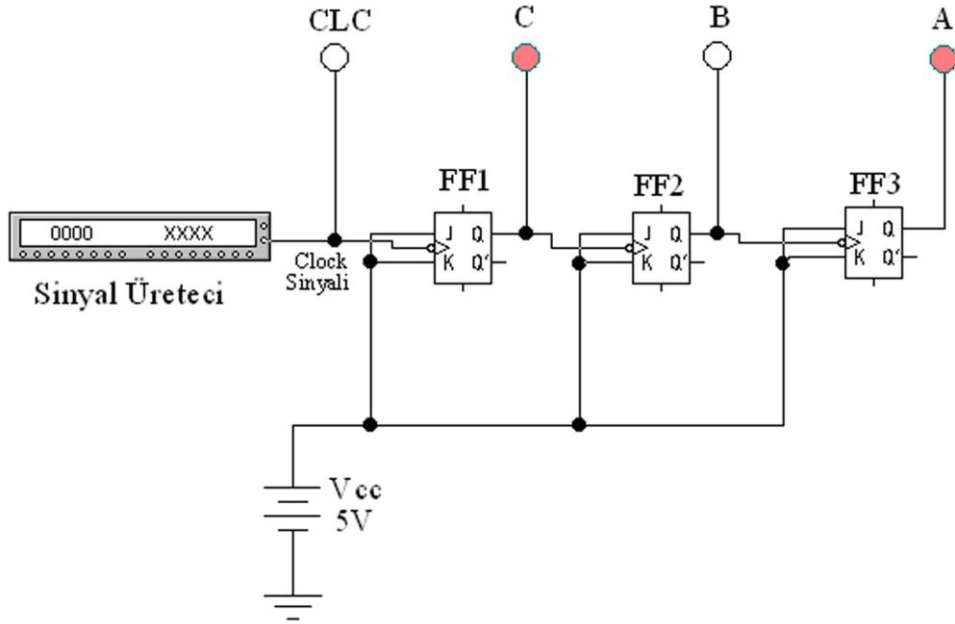 CLC
C
B
A
FF1
FF2
FF3
J Q
K Q'
J Q
K Q'
J Q
K Q'
0000 XXXX
Clock
Sinyali
Sinyal Üreteci
Vcc
5V